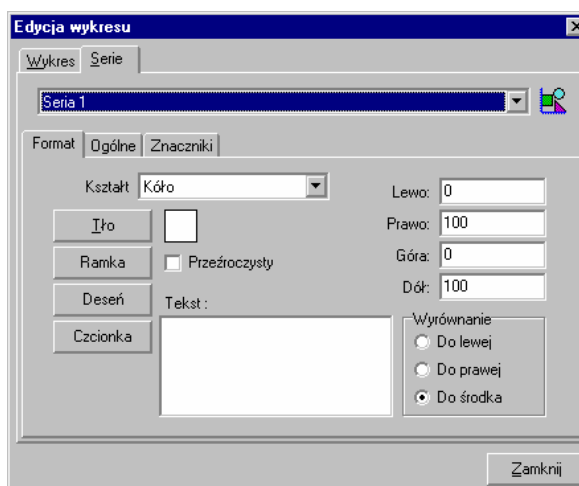 Edycja wykresu
Wykres Serie
Seria 1
Format Ogólne Znaczniki
Kształt Kóło
Lewo: 0
Tło
Prawo: 100
Ramka Przeźroczysty
Góra: 0
Deseń
Dół: 100
Czcionka
Tekst :
Wyrównanie
Do lewej
Do prawej
Do środka
Zamknij